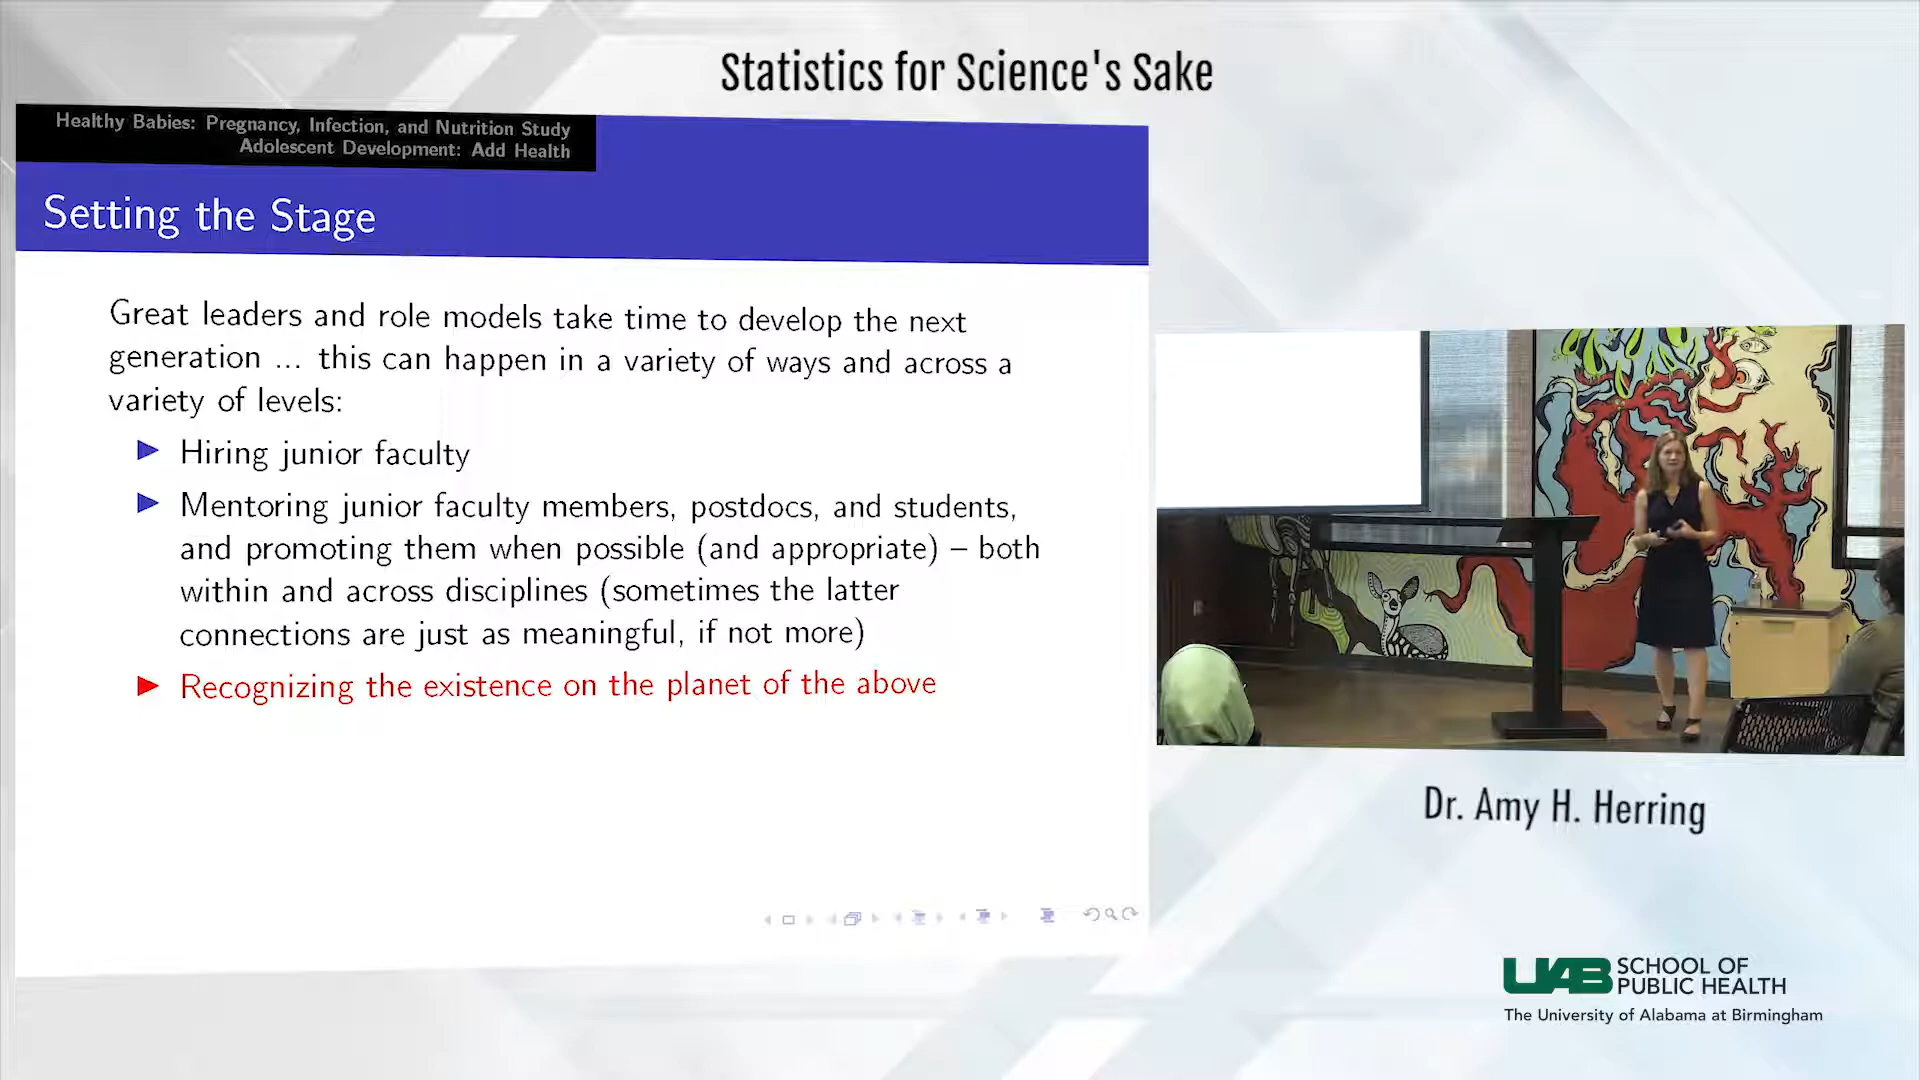 Statistics for Science's Sake
Healthy Babies: Pregnancy, Infection, and Nutrition Study
Adolescent Development: Add Health
Setting the Stage
Great leaders and role models take time to develop the next
generation ... this can happen in a variety of ways and across a
variety of levels:
Hiring junior faculty
Mentoring junior faculty members, postdocs, and students,
and promoting them when possible (and appropriate) – both
within and across disciplines (sometimes the latter
connections are just as meaningful, if not more)
Recognizing the existence on the planet of the above
Dr. Amy H. Herring
UAB SCHOOL OF
PUBLIC HEALTH
The University of Alabama at Birmingham